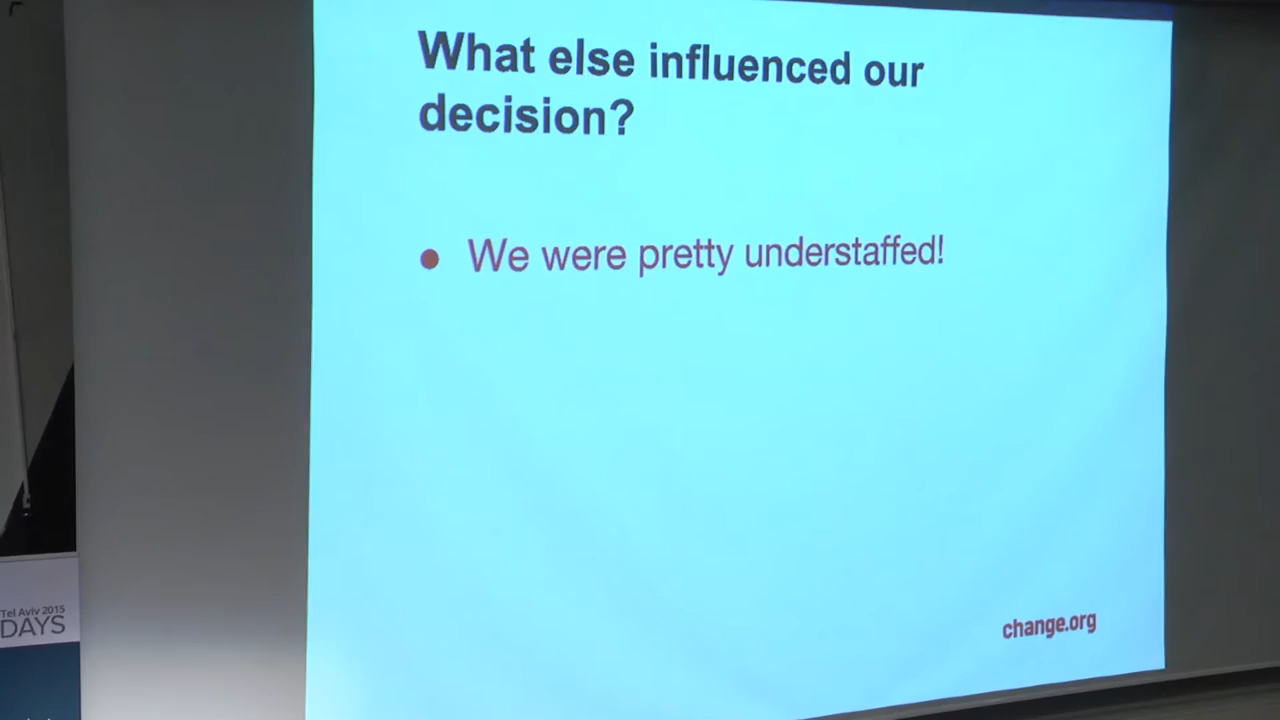 What else influenced our
decision?
● We were pretty understaffed!
change.org
Tel Aviv 2015
DAYS